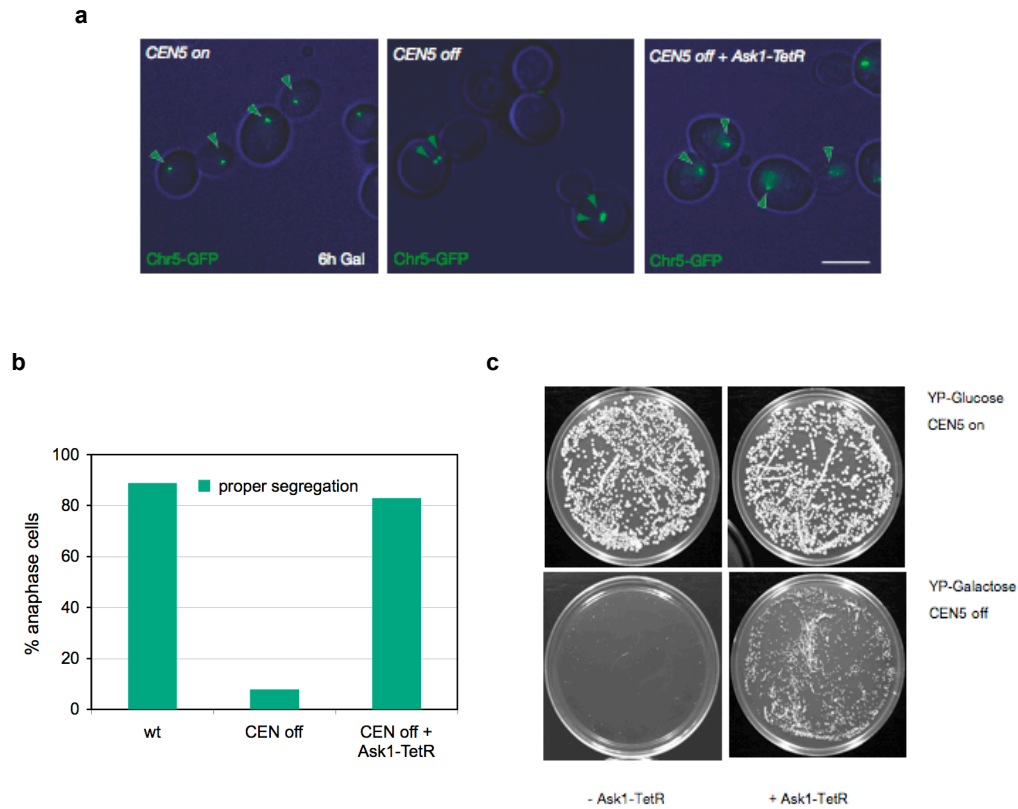 a
CEN5 on
CEN5 off
CEN5 off + Ask1-TetR
Chr5-GFP
6h Gal
Chr5-GFP
Chr5-GFP
b
% anaphase cells
100
80
60
40
20
0
proper segregation
wt
CEN off
CEN off +
Ask1-TetR
c
YP-Glucose
CEN5 on
YP-Galactose
CEN5 off
- Ask1-TetR
+ Ask1-TetR